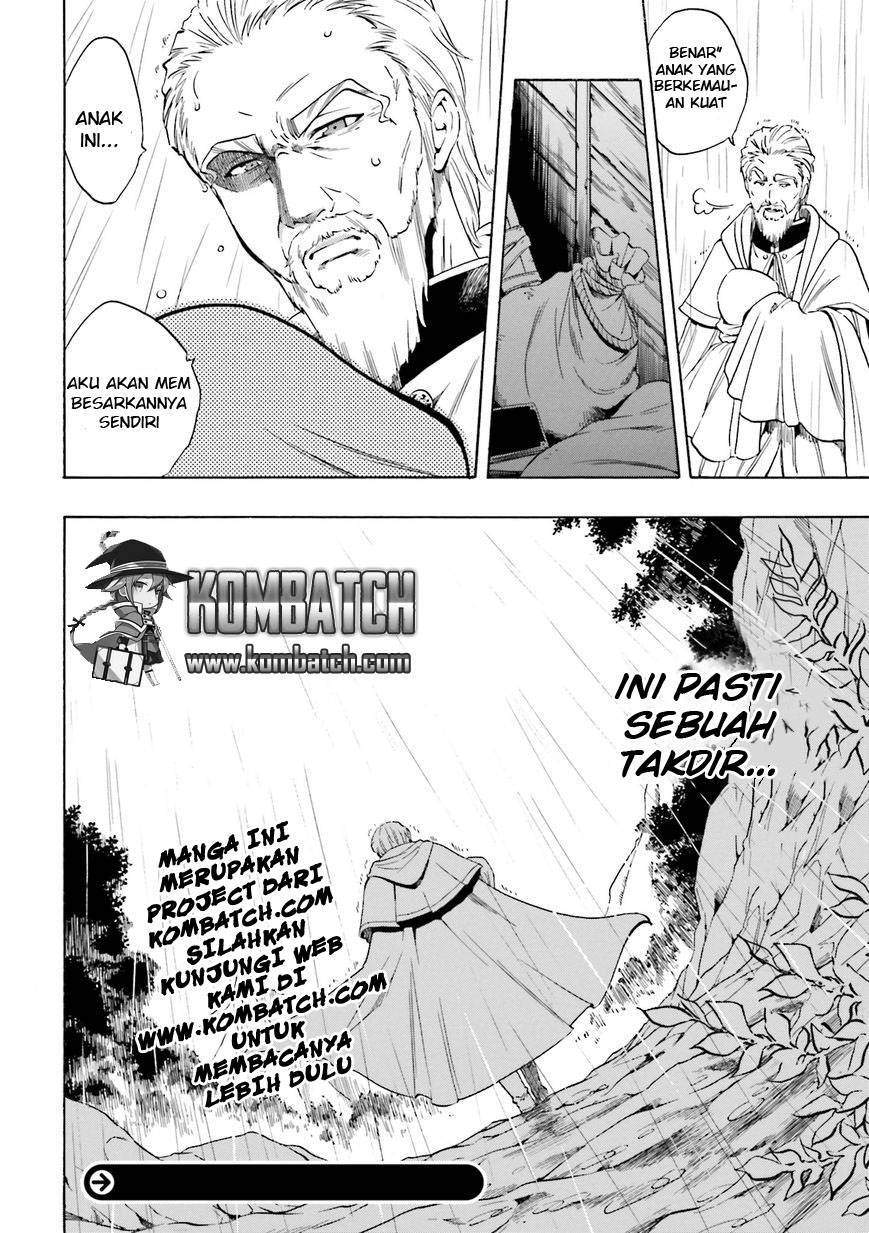 BENAR"
ANAK YANG
BERKEMAU-
AN KUAT
ANAK
INI...
AKU AKAN MEM
BESARKANNYA
SENDIRI
KOMBATCH
www.kombatch.com
INI PASTI
SEBUAH
TAKDIR...
MANGA INI
MERUPAKAN
PROJECT DARI
KOMBATCH.COM
SILAHKAN
KUNJUNGI WEB
KAMI DI
WWW.KOMBATCH.COM
UNTUK
MEMBACANYA
LEBIH DULU